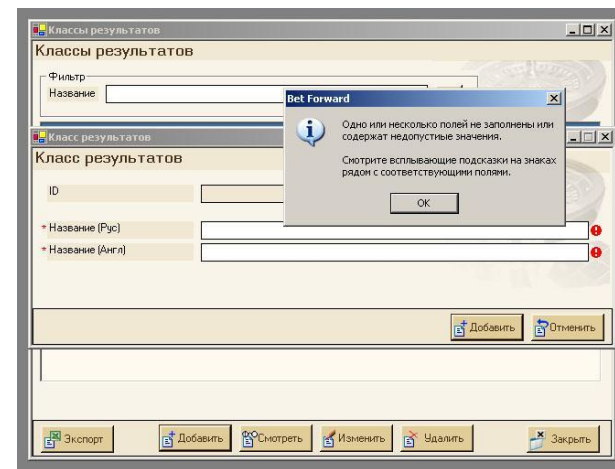 Классы результатов
Классы результатов
Фильтр
Название
Bet Forward
Одно или несколько полей не заполнены или
содержат недопустиые значения.
Смотрите всплывающие подсказки на знаках
рядом с соответствующими полями.
OK
Класс результатов
Класс результатов
ID
* Название (Рус)
* Название (Англ)
Добавить
Отменить
Экспорт
Добавить
Смотреть
Изменить
Удалить
Закрыть